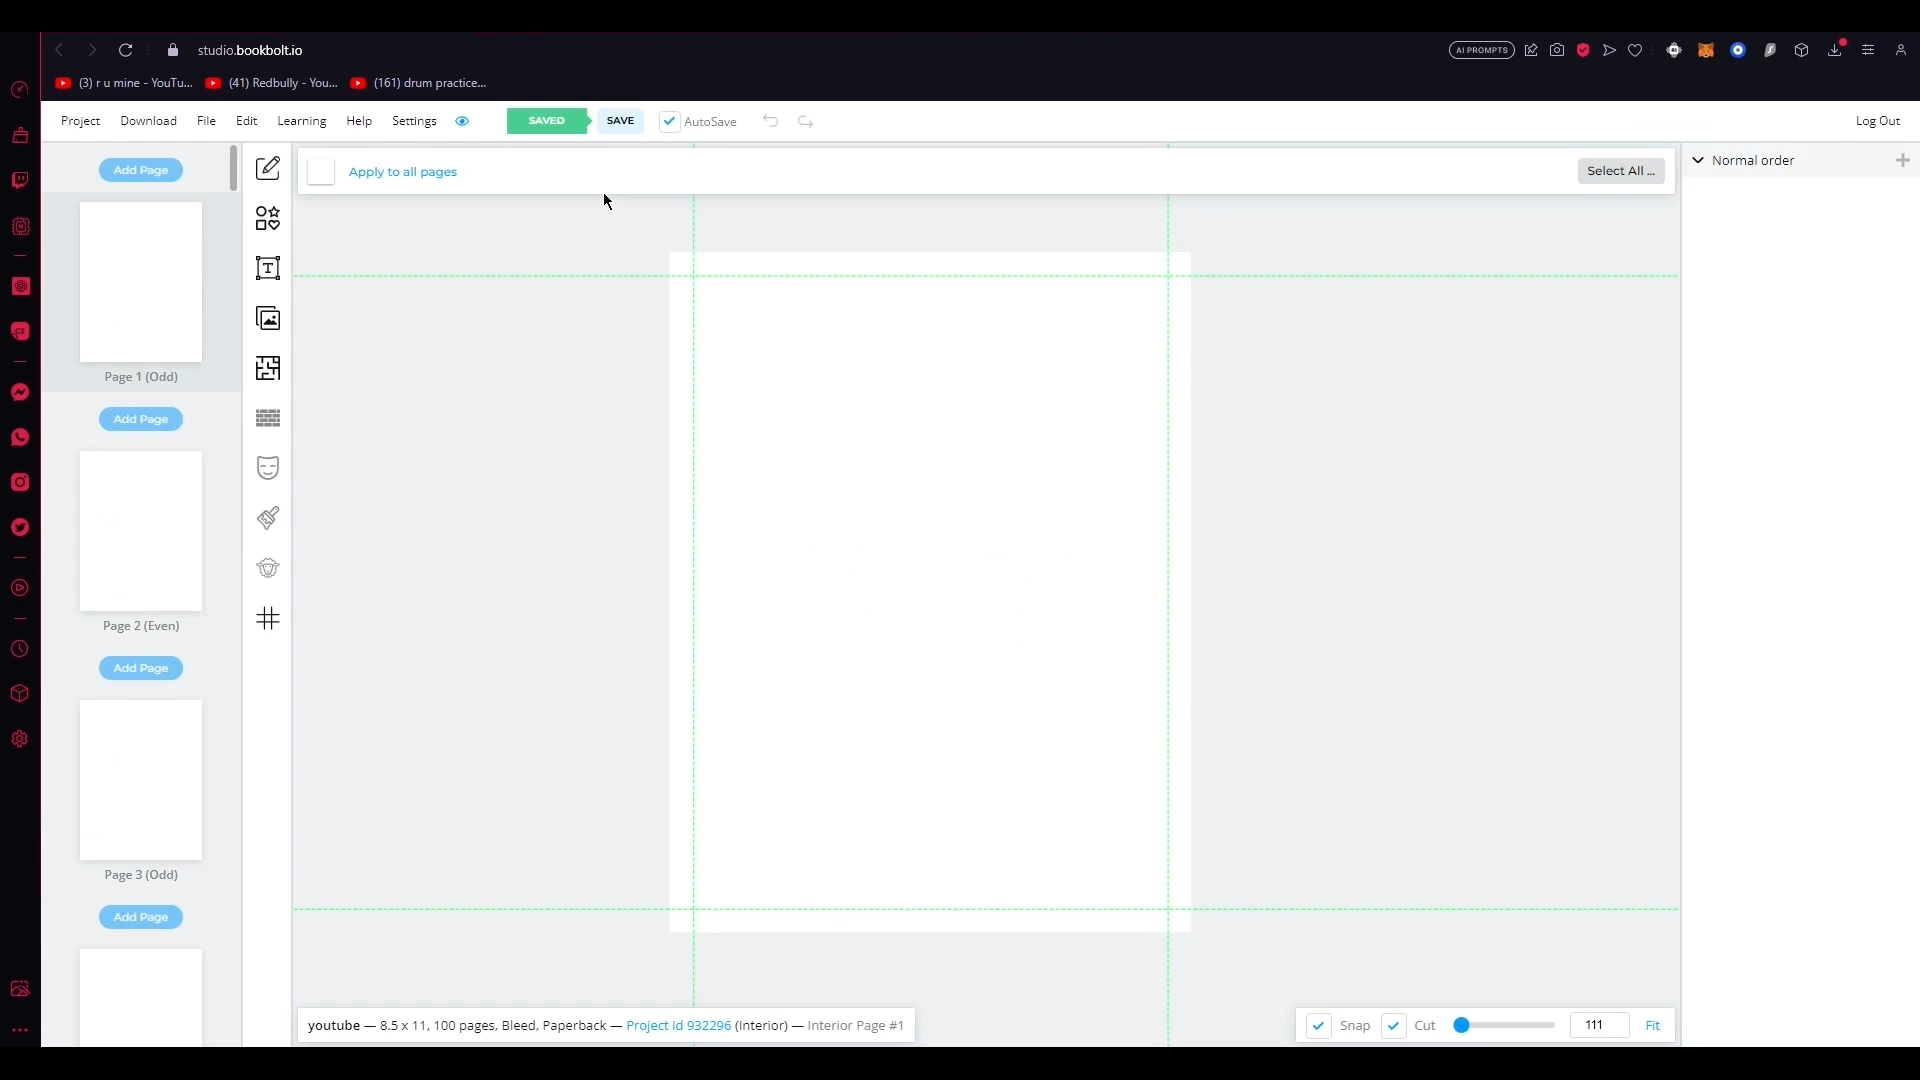 studio.bookbolt.io
AI PROMPTS
(3) r u mine - YouTu...
(41) Redbully - You...
(161) drum practice...
Project
Download
File
Edit
Learning
Help
Settings
SAVED
SAVE
AutoSave
Log Out
Add Page
Page 1 (Odd)
Add Page
Page 2 (Even)
Add Page
Page 3 (Odd)
Add Page
Apply to all pages
Select All ...
Normal order
youtube — 8.5 x 11, 100 pages, Bleed, Paperback — Project Id 932296 (Interior) — Interior Page #1
Snap
Cut
111
Fit